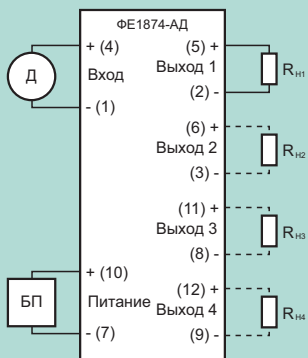 ФЕ1874-АД
+ (4) (5) +
Д Вход Выход 1 RН1
- (1) (2) -
(6) +
Выход 2 RН2
(3) -
(11) +
Выход 3 RН3
(8) -
+ (10) (12) +
БП Питание Выход 4 RН4
- (7) (9) -